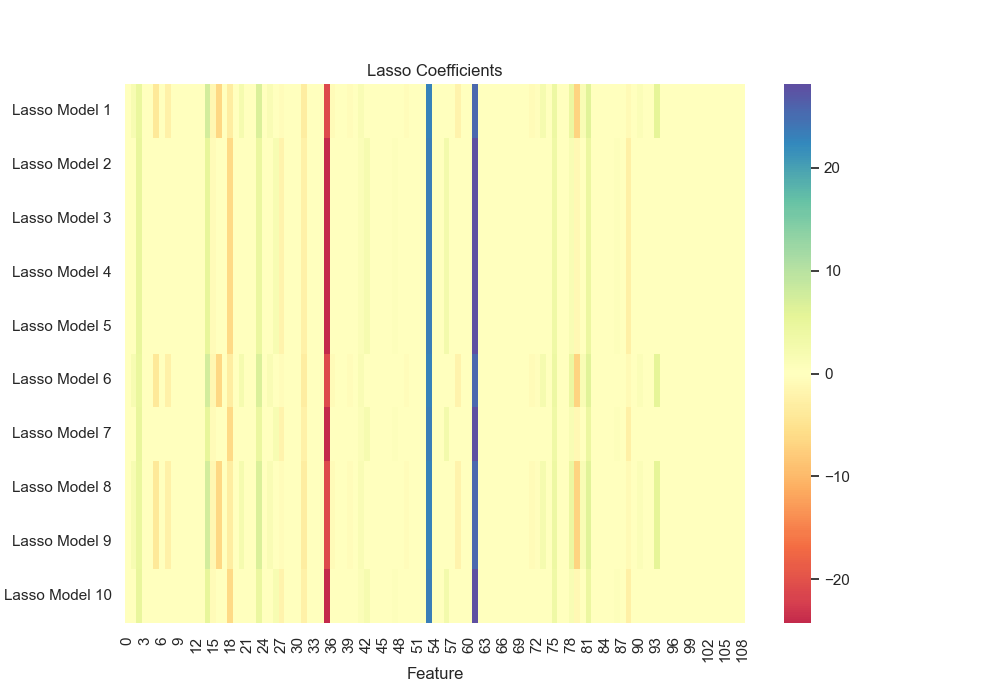 Lasso Coefficients
Lasso Model 1
Lasso Model 2
Lasso Model 3
Lasso Model 4
Lasso Model 5
Lasso Model 6
Lasso Model 7
Lasso Model 8
Lasso Model 9
Lasso Model 10
0 3 6 9 12 15 18 21 24 27 30 33 36 39 42 45 48 51 54 57 60 63 66 69 72 75 78 81 84 87 90 93 96 99 102 105 108
Feature
20
10
0
−10
−20